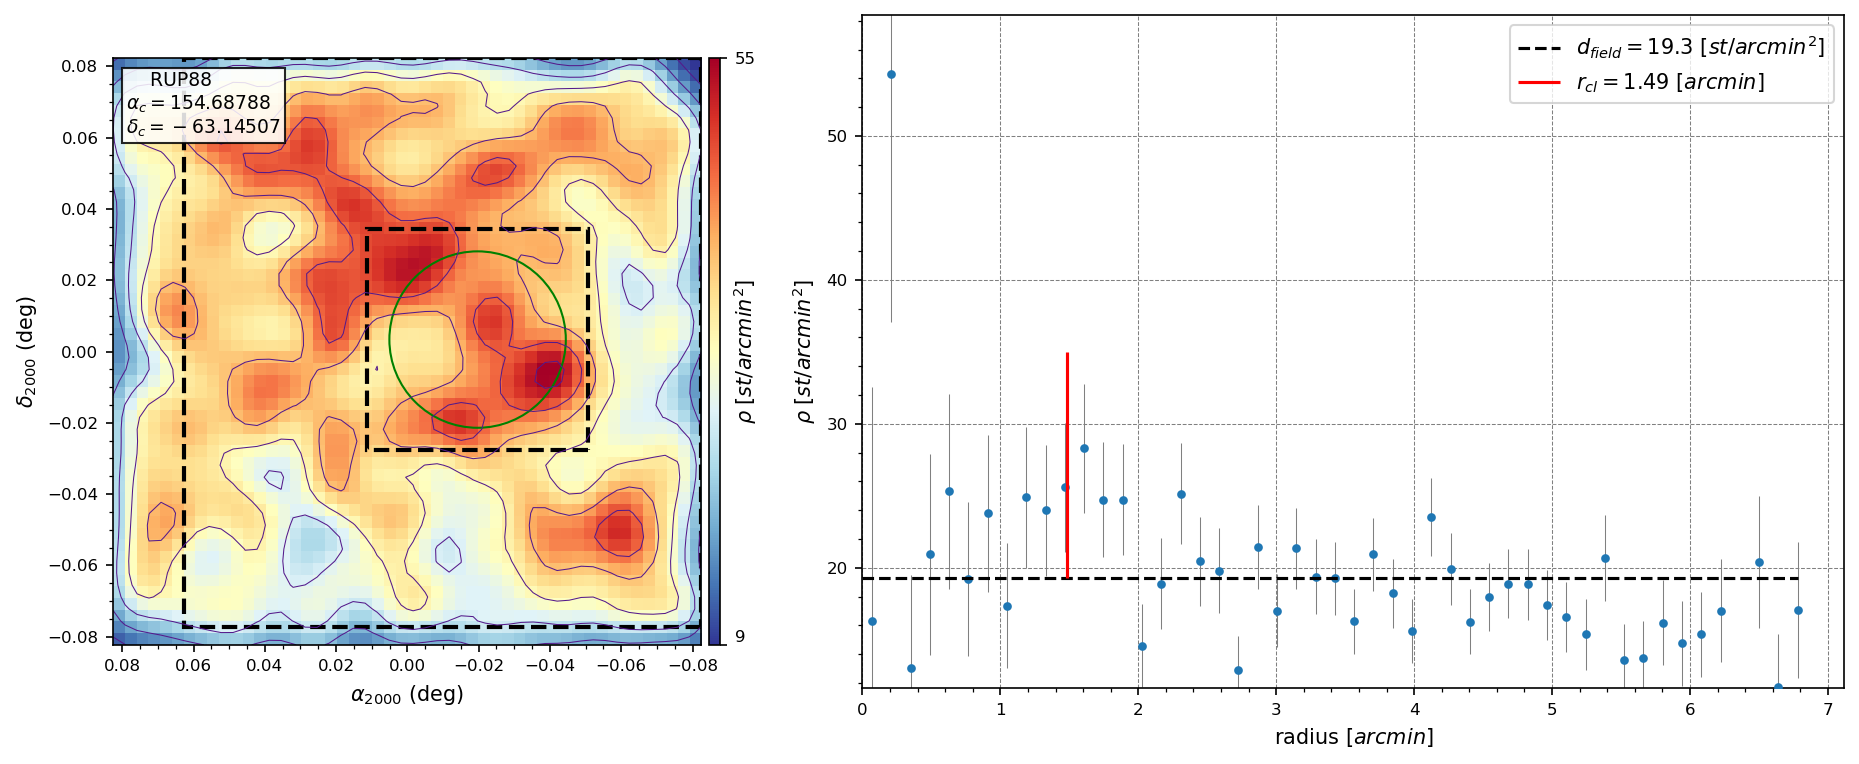 RUP88
α_c = 154.68788
δ_c = −63.14507
0.08
0.06
0.04
0.02
0.00
−0.02
−0.04
−0.06
−0.08
δ_2000 (deg)
0.08 0.06 0.04 0.02 0.00 −0.02 −0.04 −0.06 −0.08
α_2000 (deg)
55
9
ρ [st/arcmin²]
d_field = 19.3 [st/arcmin²]
r_cl = 1.49 [arcmin]
50
40
30
20
ρ [st/arcmin²]
0 1 2 3 4 5 6 7
radius [arcmin]